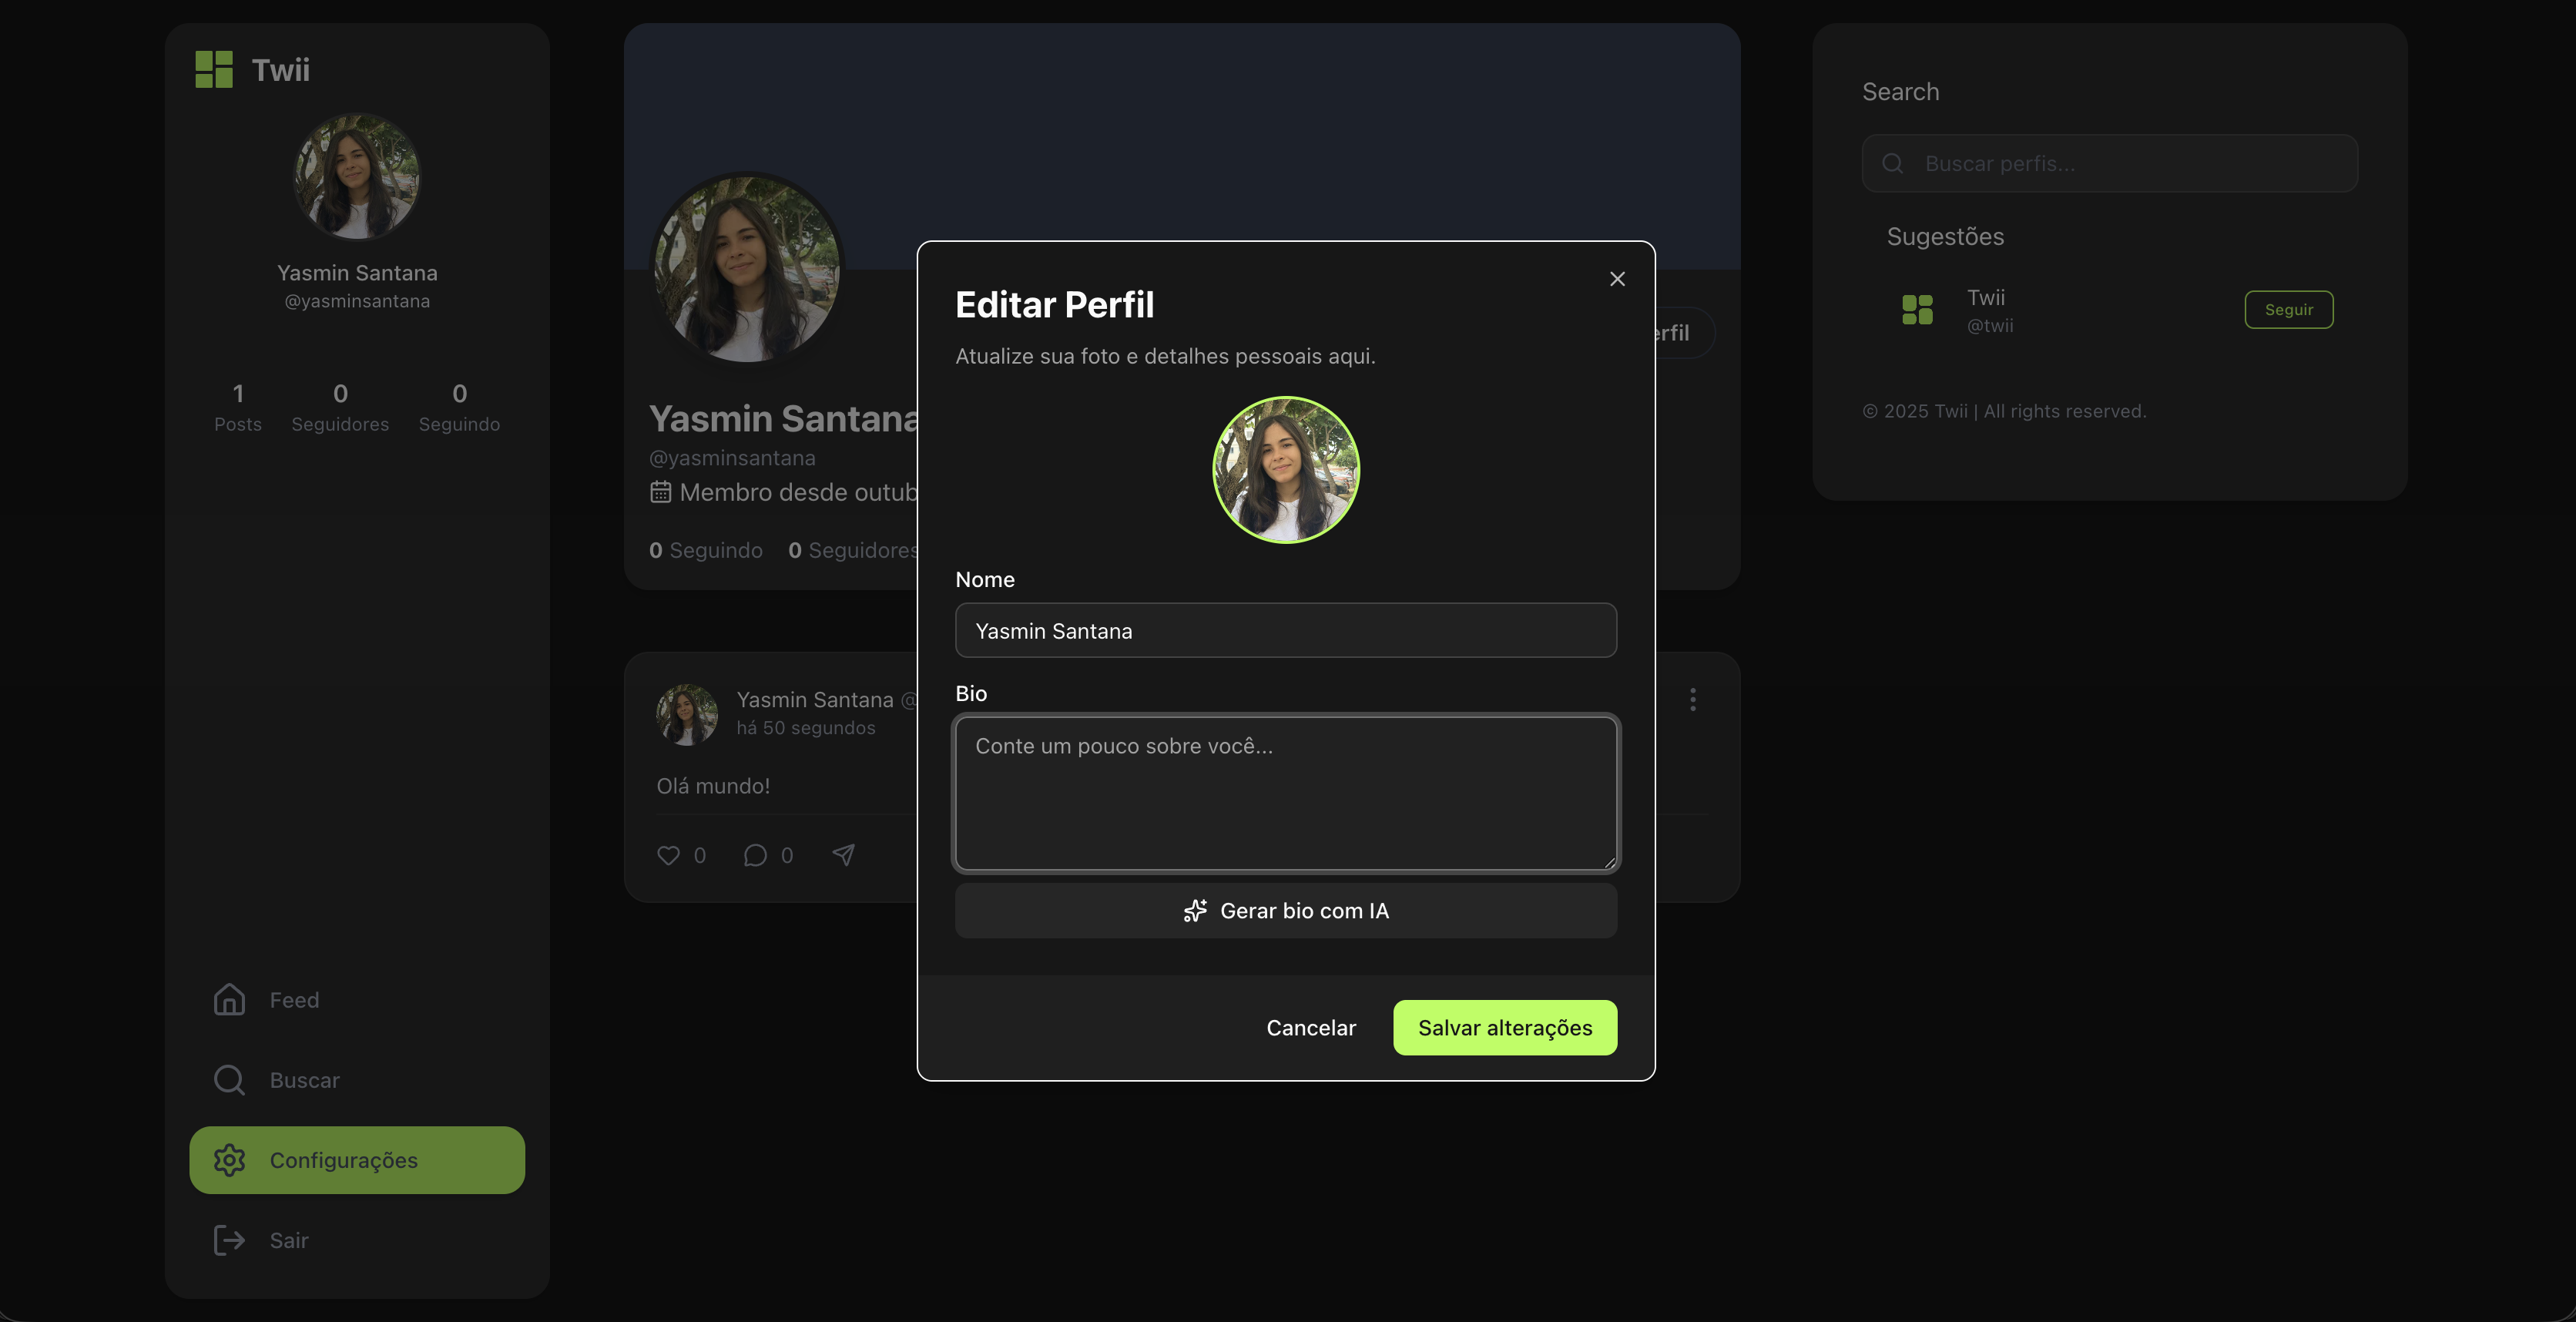 Twii
Yasmin Santana
@yasminsantana
1
Posts
0
Seguidores
0
Seguindo
Feed
Buscar
Configurações
Sair
erfil
Yasmin Santana
@yasminsantana
Membro desde outub
0 Seguindo 0 Seguidores
Yasmin Santana @
há 50 segundos
Olá mundo!
0 0
Editar Perfil
Atualize sua foto e detalhes pessoais aqui.
Nome
Yasmin Santana
Bio
Conte um pouco sobre você...
Gerar bio com IA
Cancelar Salvar alterações
Search
Buscar perfis...
Sugestões
Twii
@twii
Seguir
© 2025 Twii | All rights reserved.